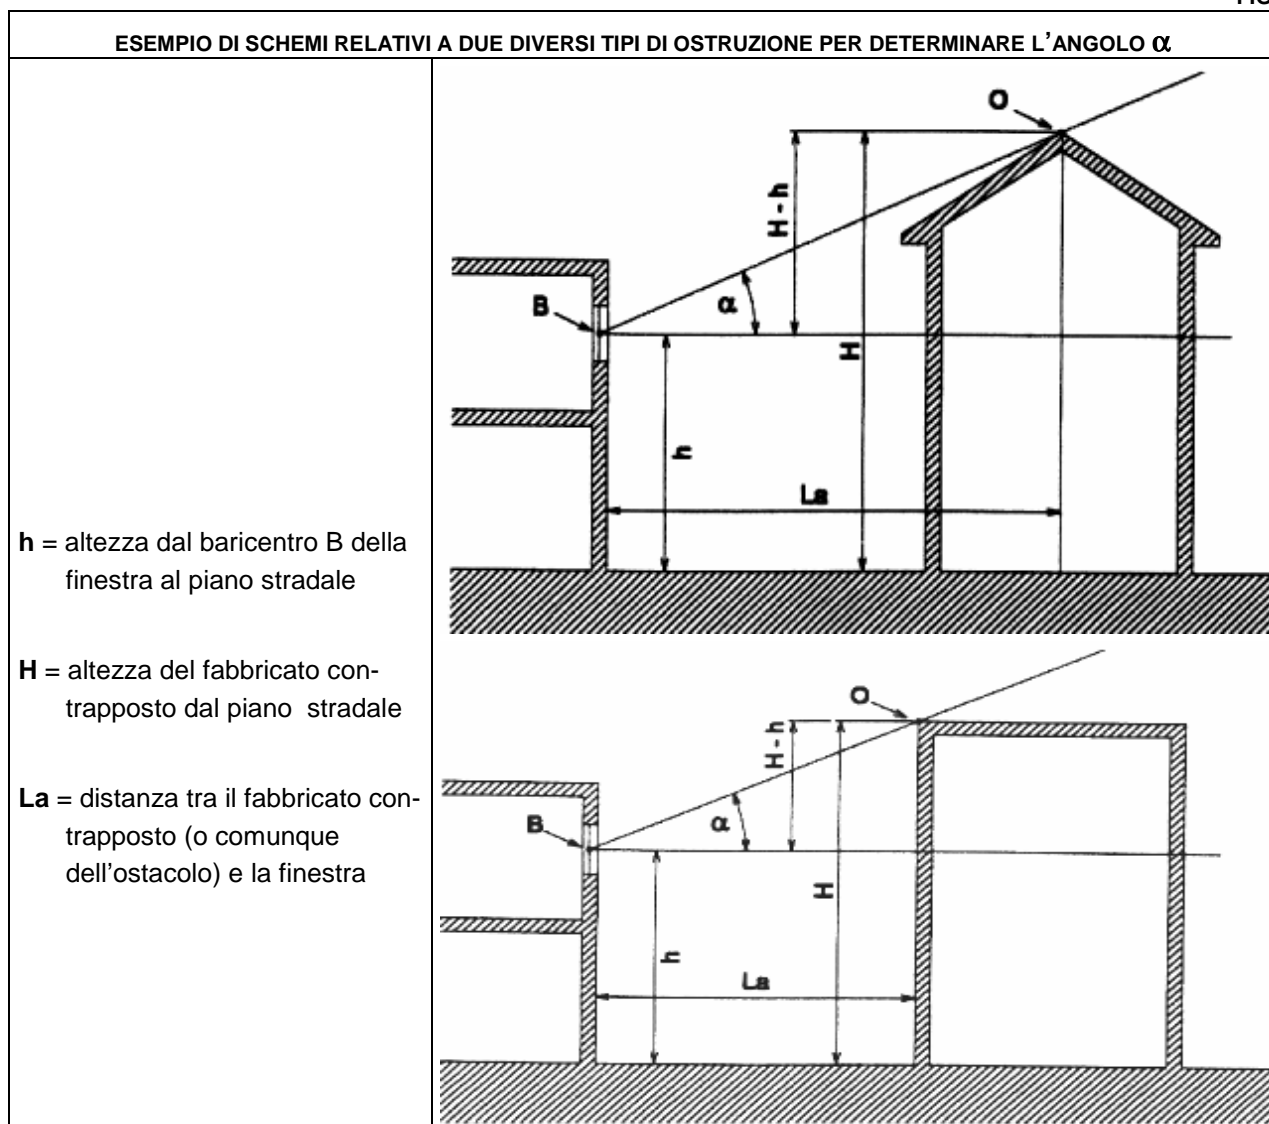 ESEMPIO DI SCHEMI RELATIVI A DUE DIVERSI TIPI DI OSTRUZIONE PER DETERMINARE L'ANGOLO α
h = altezza dal baricentro B della
finestra al piano stradale
H = altezza del fabbricato con-
trapposto dal piano stradale
La = distanza tra il fabbricato con-
trapposto (o comunque
dell'ostacolo) e la finestra
O
H - h
B
α
H
h
La
O
H - h
B
α
H
h
La